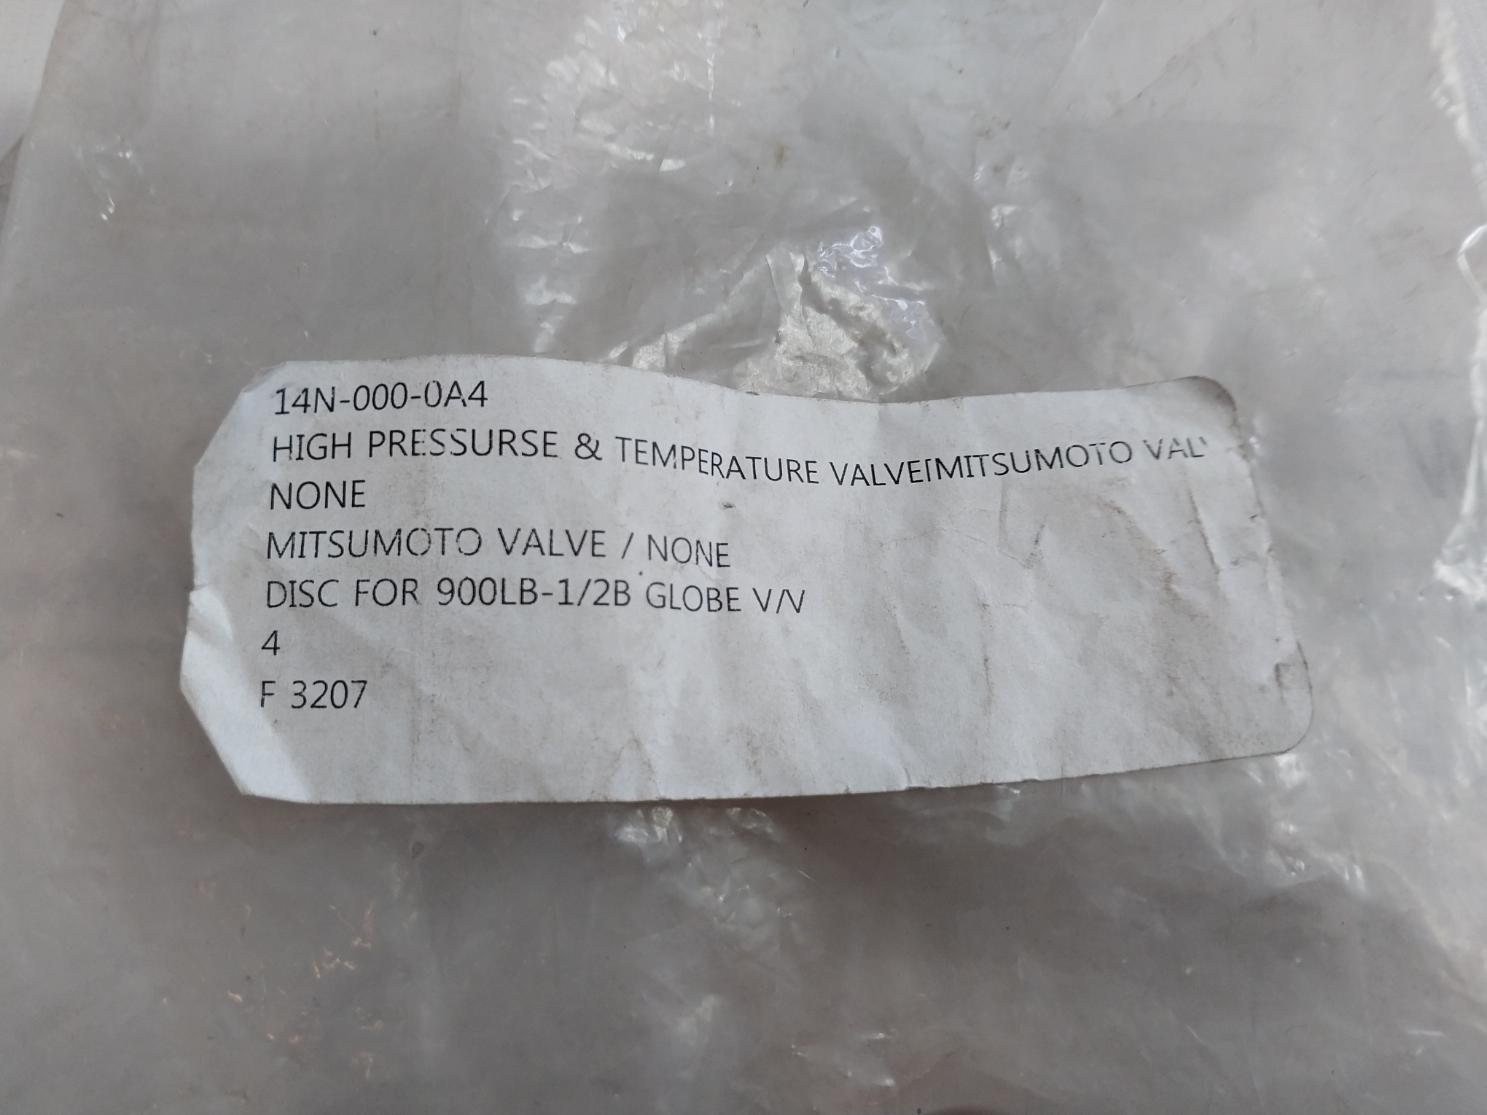 14N-000-0A4
HIGH PRESSURSE & TEMPERATURE VALVE[MITSUMOTO VALV
NONE
MITSUMOTO VALVE / NONE
DISC FOR 900LB-1/2B GLOBE V/V
4
F 3207